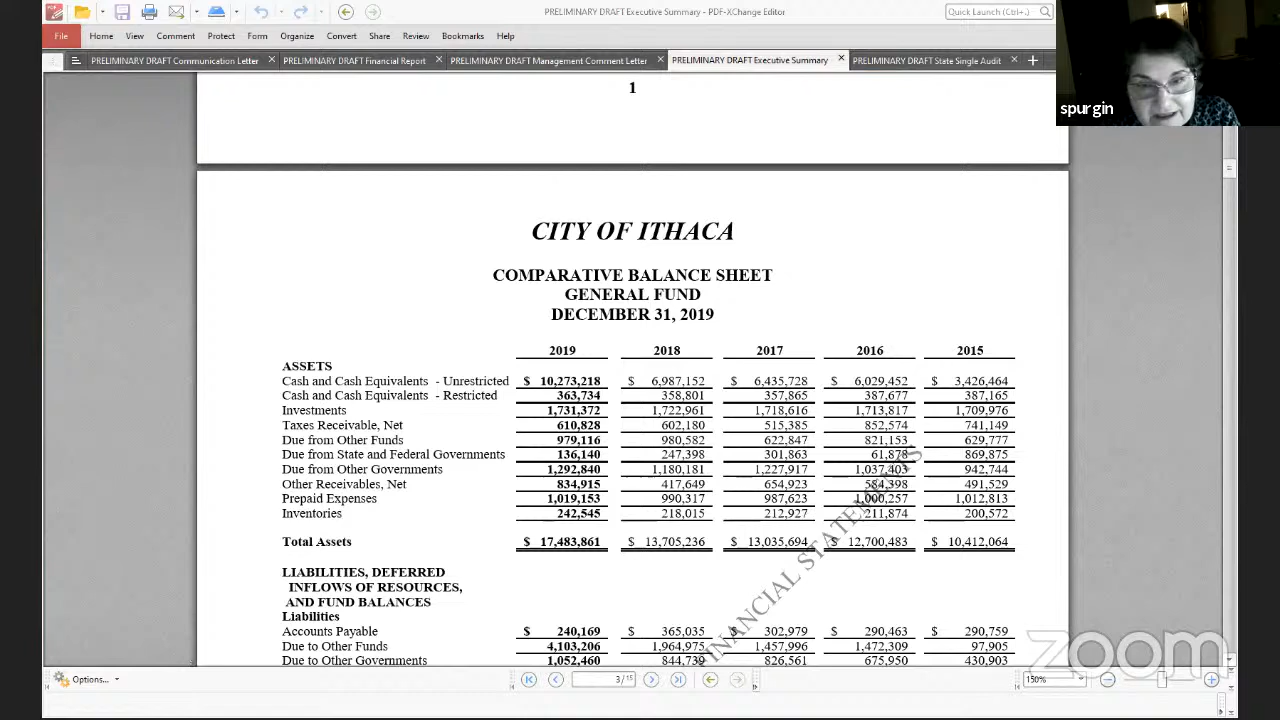 PRELIMINARY DRAFT Executive Summary - PDF-XChange Editor
Quick Launch (Ctrl+.)
File Home View Comment Protect Form Organize Convert Share Review Bookmarks Help
PRELIMINARY DRAFT Communication Letter × PRELIMINARY DRAFT Financial Report × PRELIMINARY DRAFT Management Comment Letter × PRELIMINARY DRAFT Executive Summary × PRELIMINARY DRAFT State Single Audit × +
spurgin
1
CITY OF ITHACA
COMPARATIVE BALANCE SHEET
GENERAL FUND
DECEMBER 31, 2019
2019 2018 2017 2016 2015
ASSETS
Cash and Cash Equivalents - Unrestricted $ 10,273,218 $ 6,987,152 $ 6,435,728 $ 6,029,452 $ 3,426,464
Cash and Cash Equivalents - Restricted 363,734 358,801 357,865 387,677 387,165
Investments 1,731,372 1,722,961 1,718,616 1,713,817 1,709,976
Taxes Receivable, Net 610,828 602,180 515,385 852,574 741,149
Due from Other Funds 979,116 980,582 622,847 821,153 629,777
Due from State and Federal Governments 136,140 247,398 301,863 61,878 869,875
Due from Other Governments 1,292,840 1,180,181 1,227,917 1,037,403 942,744
Other Receivables, Net 834,915 417,649 654,923 584,398 491,529
Prepaid Expenses 1,019,153 990,317 987,623 1,000,257 1,012,813
Inventories 242,545 218,015 212,927 211,874 200,572
Total Assets $ 17,483,861 $ 13,705,236 $ 13,035,694 $ 12,700,483 $ 10,412,064
LIABILITIES, DEFERRED
INFLOWS OF RESOURCES,
AND FUND BALANCES
Liabilities
Accounts Payable $ 240,169 $ 365,035 $ 302,979 $ 290,463 $ 290,759
Due to Other Funds 4,103,206 1,964,975 1,457,996 1,472,309 97,905
Due to Other Governments 1,052,460 844,739 826,561 675,950 430,903
FINANCIAL STATEMENTS
zoom
Options... 3 / 15 150%